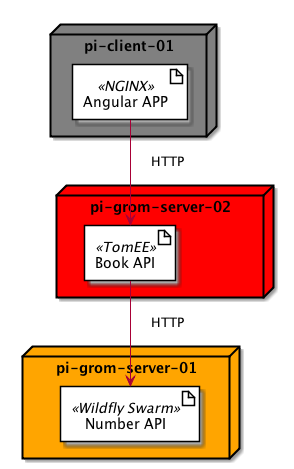 pi-client-01
«NGINX»
Angular APP
HTTP
pi-grom-server-02
«TomEE»
Book API
HTTP
pi-grom-server-01
«Wildfly Swarm»
Number API